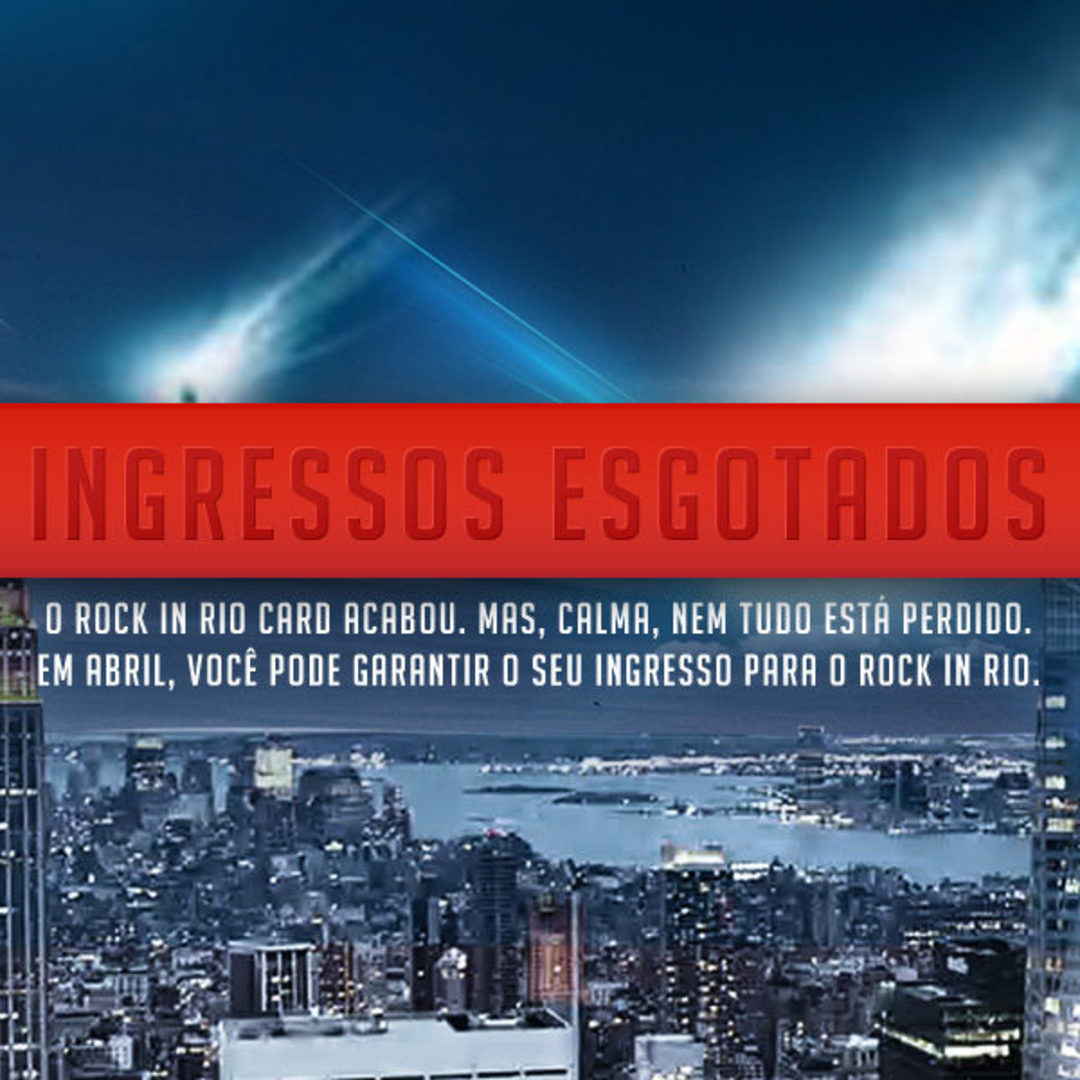 INGRESSOS ESGOTADOS
O ROCK IN RIO CARD ACABOU. MAS, CALMA, NEM TUDO ESTÁ PERDIDO.
EM ABRIL, VOCÊ PODE GARANTIR O SEU INGRESSO PARA O ROCK IN RIO.